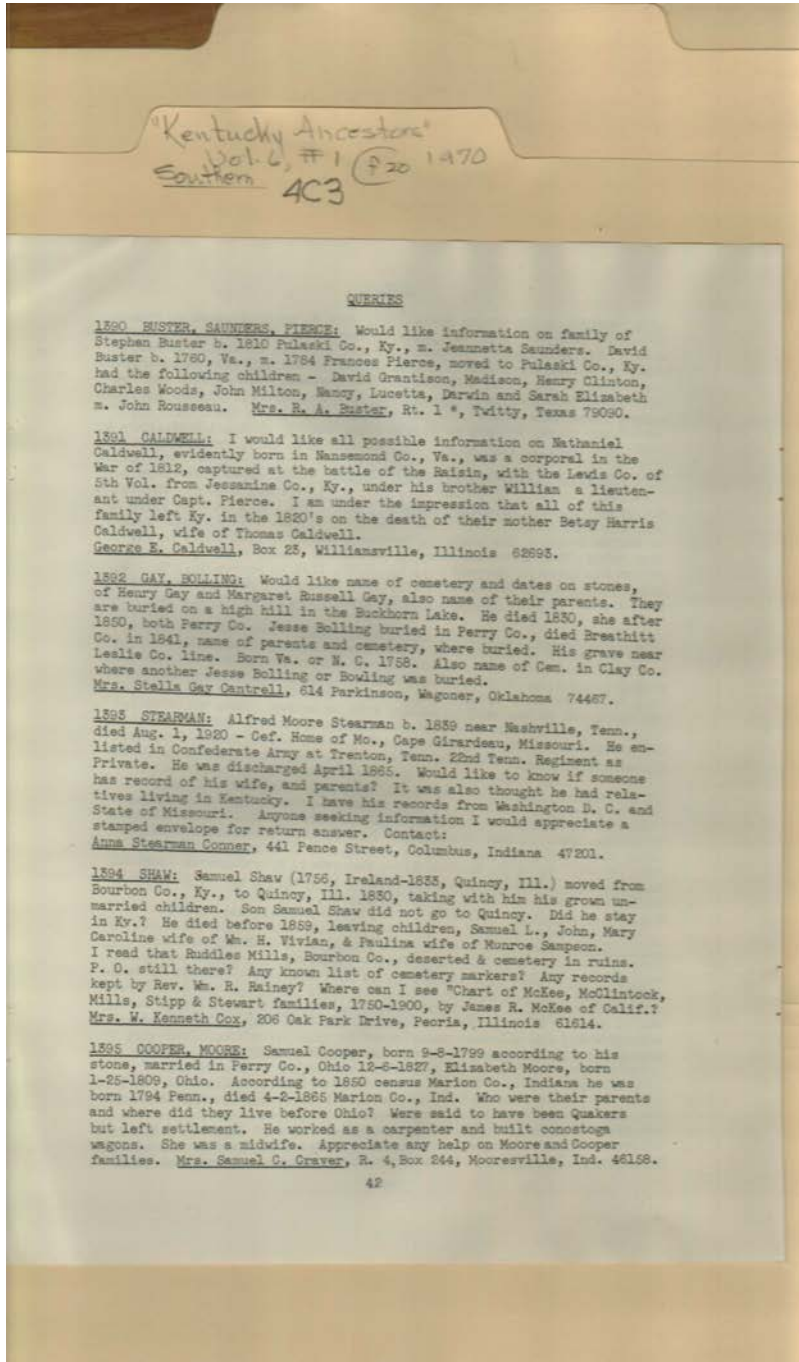 "Kentucky Ancestors"
Vol. 6, #1 f20 1970
Southern
4C3
QUERIES
1390 BUSTER, SAUNDERS, PIERCE: Would like information on family of
Stephen Buster b. 1810 Pulaski Co., Ky., m. Jeannetta Saunders. David
Buster b. 1760, Va., m. 1784 Frances Pierce, moved to Pulaski Co., Ky.
had the following children - David Grantison, Madison, Henry Clinton,
Charles Woods, John Milton, Nancy, Lucetta, Darwin and Sarah Elizabeth
m. John Rousseau. Mrs. R. A. Buster, Rt. 1 *, Twitty, Texas 79090.
1391 CALDWELL: I would like all possible information on Nathaniel
Caldwell, evidently born in Nansemond Co., Va., was a corporal in the
War of 1812, captured at the battle of the Raisin, with the Lewis Co. of
5th Vol. from Jessamine Co., Ky., under his brother William a lieuten-
ant under Capt. Pierce. I am under the impression that all of this
family left Ky. in the 1820's on the death of their mother Betsy Harris
Caldwell, wife of Thomas Caldwell.
George E. Caldwell, Box 23, Williamsville, Illinois 62693.
1392 GAY, BOLLING: Would like name of cemetery and dates on stones,
of Henry Gay and Margaret Russell Gay, also name of their parents. They
are buried on a high hill in the Buckhorn Lake. He died 1830, she after
1850, both Perry Co. Jesse Bolling buried in Perry Co., died Breathitt
Co. in 1841, name of parents and cemetery, where buried. His grave near
Leslie Co. line. Born Va. or N. C. 1758. Also name of Cem. in Clay Co.
where another Jesse Bolling or Bowling was buried.
Mrs. Stella Gay Cantrell, 614 Parkinson, Wagoner, Oklahoma 74467.
1393 STEARMAN: Alfred Moore Stearman b. 1839 near Nashville, Tenn.,
died Aug. 1, 1920 - Cef. Home of Mo., Cape Girardeau, Missouri. He en-
listed in Confederate Army at Trenton, Tenn. 22nd Tenn. Regiment as
Private. He was discharged April 1865. Would like to know if someone
has record of his wife, and parents? It was also thought he had rela-
tives living in Kentucky. I have his records from Washington D. C. and
State of Missouri. Anyone seeking information I would appreciate a
stamped envelope for return answer. Contact:
Anna Stearman Conner, 441 Pence Street, Columbus, Indiana 47201.
1394 SHAW: Samuel Shaw (1756, Ireland-1833, Quincy, Ill.) moved from
Bourbon Co., Ky., to Quincy, Ill. 1830, taking with him his grown un-
married children. Son Samuel Shaw did not go to Quincy. Did he stay
in Kv.? He died before 1859, leaving children, Samuel L., John, Mary
Caroline wife of Wm. H. Vivian, & Paulina wife of Munroe Sampson.
I read that Ruddles Mills, Bourbon Co., deserted & cemetery in ruins.
P. O. still there? Any known list of cemetery markers? Any records
kept by Rev. Wm. R. Rainey? Where can I see "Chart of McKee, McClintock,
Mills, Stipp & Stewart families, 1750-1900, by James R. McKee of Calif.?
Mrs. W. Kenneth Cox, 206 Oak Park Drive, Peoria, Illinois 61614.
1395 COOPER, MOORE: Samuel Cooper, born 9-8-1799 according to his
stone, married in Perry Co., Ohio 12-6-1827, Elizabeth Moore, born
1-25-1809, Ohio. According to 1850 census Marion Co., Indiana he was
born 1794 Penn., died 4-2-1865 Marion Co., Ind. Who were their parents
and where did they live before Ohio? Were said to have been Quakers
but left settlement. He worked as a carpenter and built conostoga
wagons. She was a midwife. Appreciate any help on Moore and Cooper
families. Mrs. Samuel C. Craver, R. 4, Box 244, Mooresville, Ind. 46158.
42